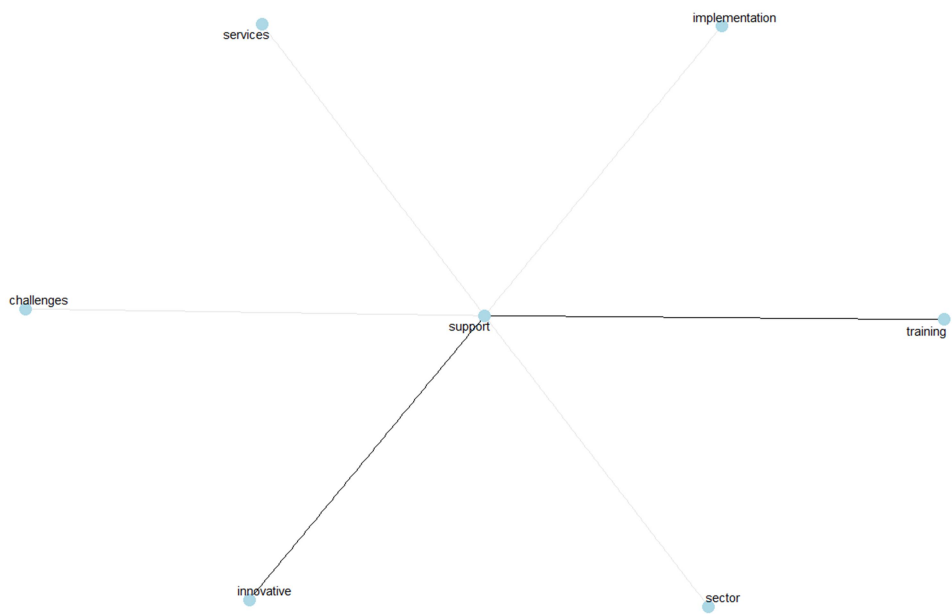 implementation
services
challenges
support
training
innovative
sector